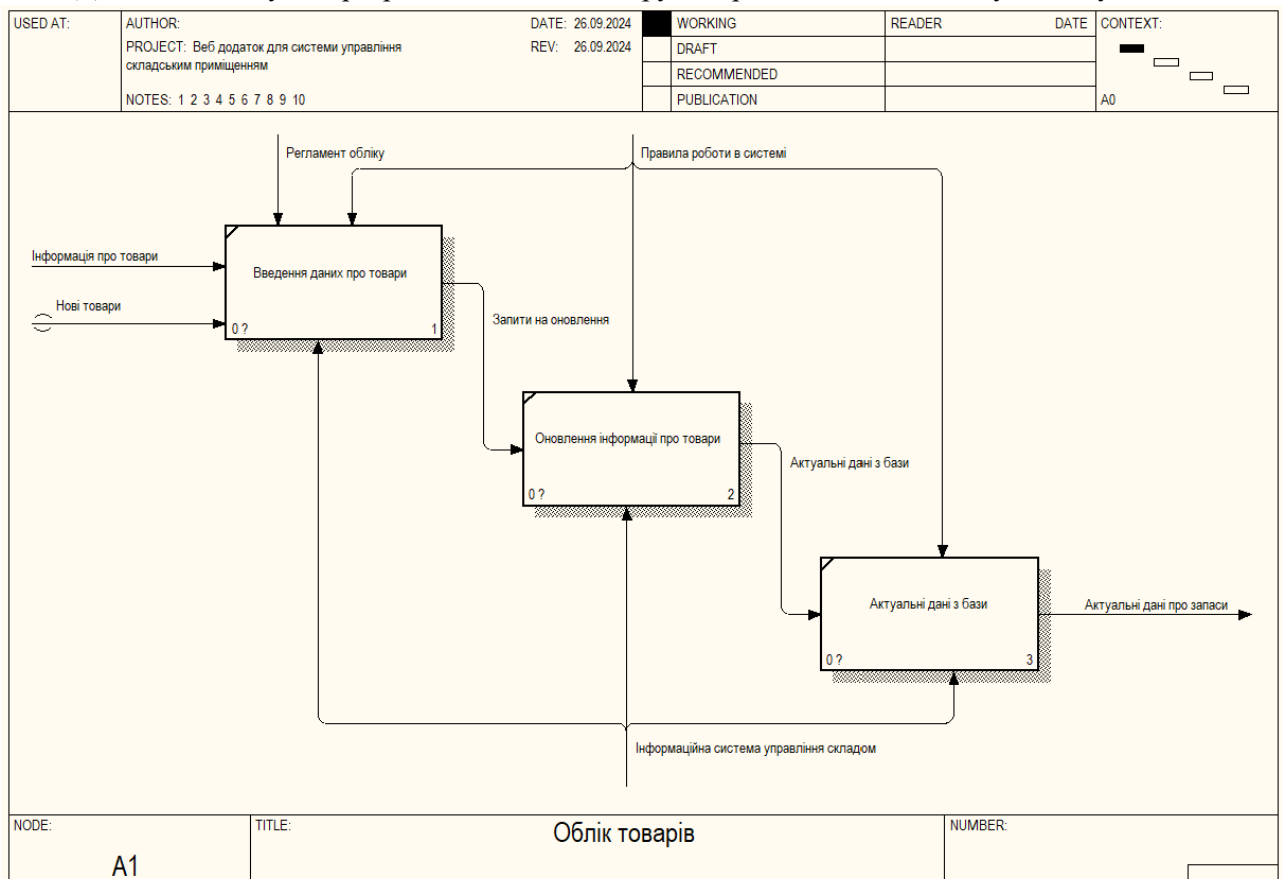 USED AT:
AUTHOR:
DATE: 26.09.2024
WORKING
READER
DATE
CONTEXT:
PROJECT: Веб додаток для системи управління
складським приміщенням
REV: 26.09.2024
DRAFT
RECOMMENDED
NOTES: 1 2 3 4 5 6 7 8 9 10
PUBLICATION
A0
Регламент обліку
Правила роботи в системі
Інформація про товари
Введення даних про товари
Нові товари
0 ?
1
Запити на оновлення
Оновлення інформації про товари
Актуальні дані з бази
0 ?
2
Актуальні дані з бази
Актуальні дані про запаси
0 ?
3
Інформаційна система управління складом
NODE:
TITLE:
Облік товарів
NUMBER:
A1